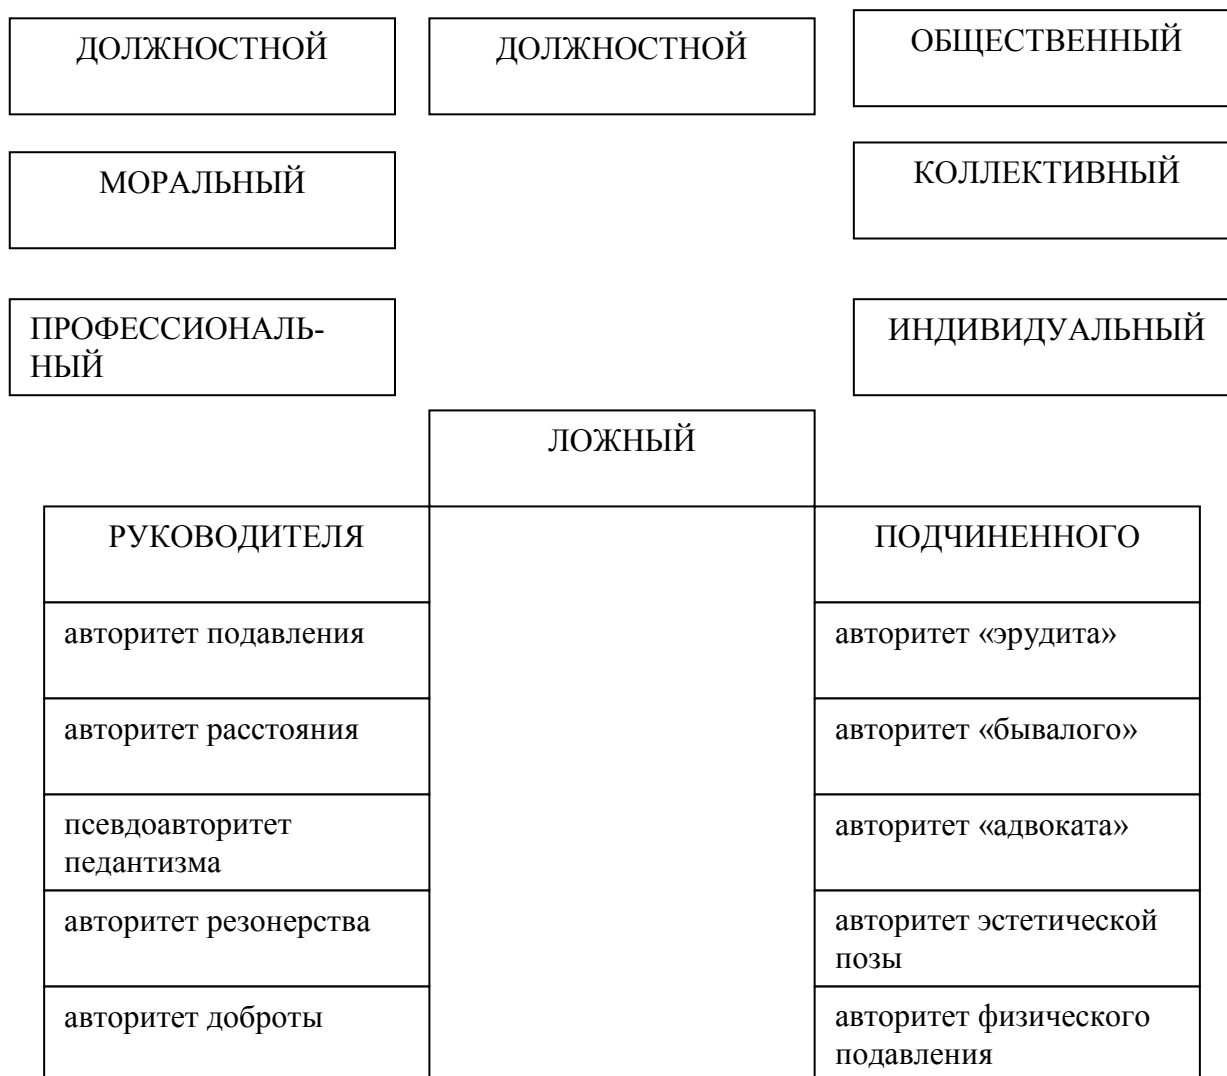 ДОЛЖНОСТНОЙ
ДОЛЖНОСТНОЙ
ОБЩЕСТВЕННЫЙ
МОРАЛЬНЫЙ
КОЛЛЕКТИВНЫЙ
ПРОФЕССИОНАЛЬ-
НЫЙ
ИНДИВИДУАЛЬНЫЙ
ЛОЖНЫЙ
РУКОВОДИТЕЛЯ
ПОДЧИНЕННОГО
авторитет подавления
авторитет «эрудита»
авторитет расстояния
авторитет «бывалого»
псевдоавторитет
педантизма
авторитет «адвоката»
авторитет резонерства
авторитет эстетической
позы
авторитет доброты
авторитет физического
подавления